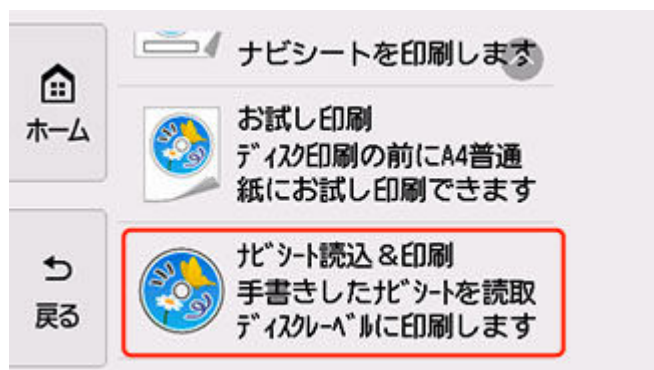 ホーム
戻る
ナビシートを印刷します
お試し印刷
ディスク印刷の前にA4普通
紙にお試し印刷できます
ナビシート読込&印刷
手書きしたナビシートを読取
ディスクレーベルに印刷します